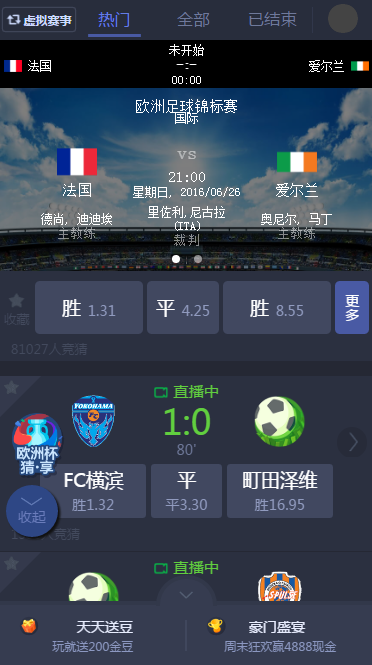 虚拟赛事 热门 全部 已结束
未开始
法国 --:-- 爱尔兰
00:00
欧洲足球锦标赛
国际
VS
21:00
法国 星期日, 2016/06/26 爱尔兰
德尚, 迪迪埃 里佐利,尼古拉 奥尼尔, 马丁
主教练 (ITA) 主教练
裁判
胜 1.31 平 4.25 胜 8.55 更多
收藏
81027人竞猜
直播中
YOKOHAMA
1:0
80'
欧洲杯
猜·享
FC横滨 平 町田泽维
胜1.32 平3.30 胜16.95
收起
直播中
S-PULSE
天天送豆 豪门盛宴
玩就送200金豆 周末狂欢赢4888现金